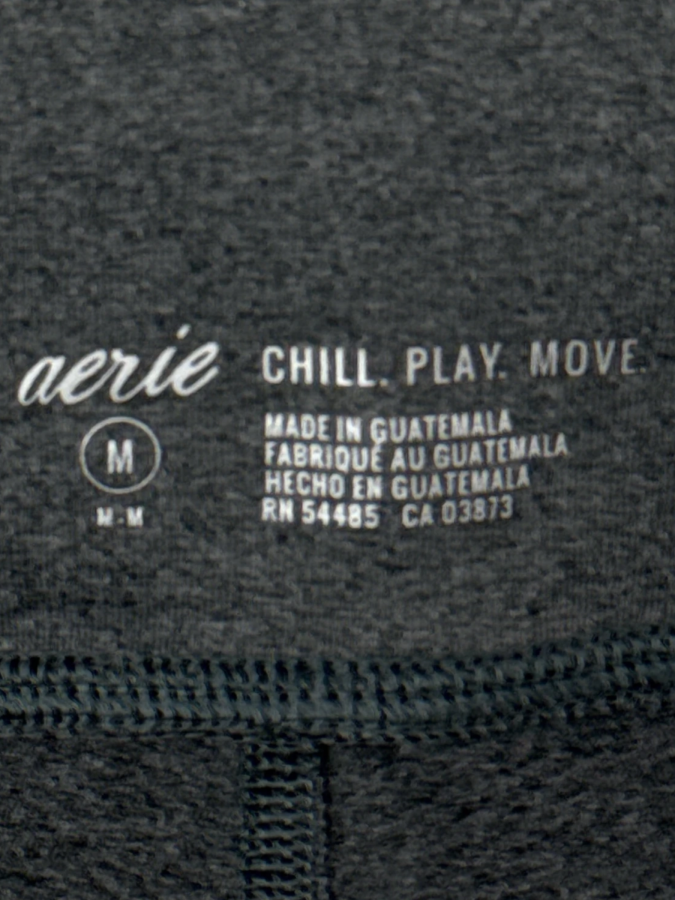 aerie CHILL. PLAY. MOVE.
M
M - M
MADE IN GUATEMALA
FABRIQUÉ AU GUATEMALA
HECHO EN GUATEMALA
RN 54485 CA 03873